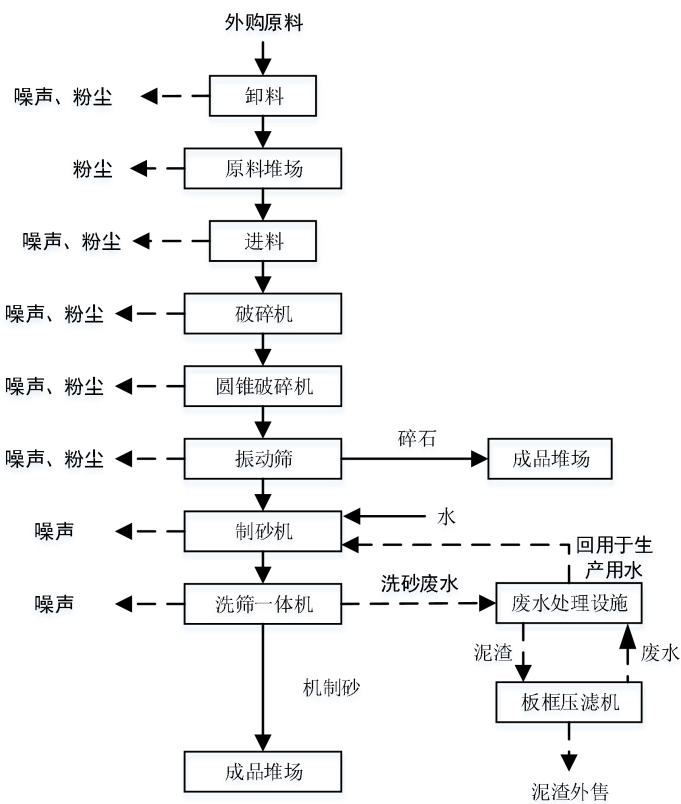 外购原料
噪声、粉尘
卸料
粉尘
原料堆场
噪声、粉尘
进料
噪声、粉尘
破碎机
噪声、粉尘
圆锥破碎机
噪声、粉尘
振动筛
碎石
成品堆场
噪声
制砂机
水
回用于生
产用水
噪声
洗筛一体机
洗砂废水
废水处理设施
泥渣
废水
机制砂
板框压滤机
成品堆场
泥渣外售